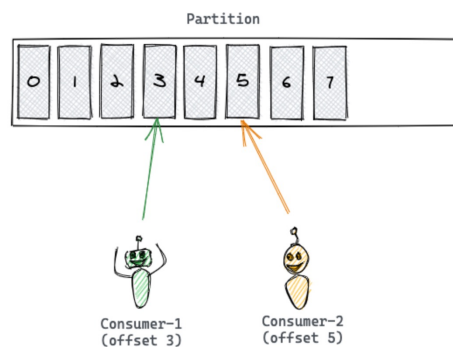 Partition
0 1 2 3 4 5 6 7
Consumer-1 Consumer-2
(offset 3) (offset 5)